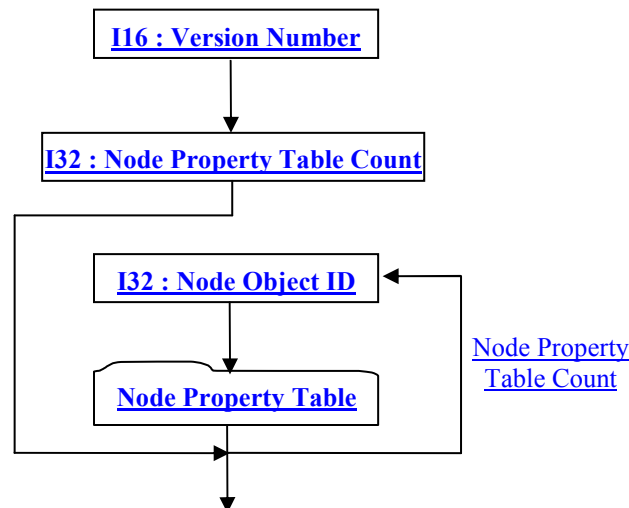 I16 : Version Number
I32 : Node Property Table Count
I32 : Node Object ID
Node Property
Table Count
Node Property Table